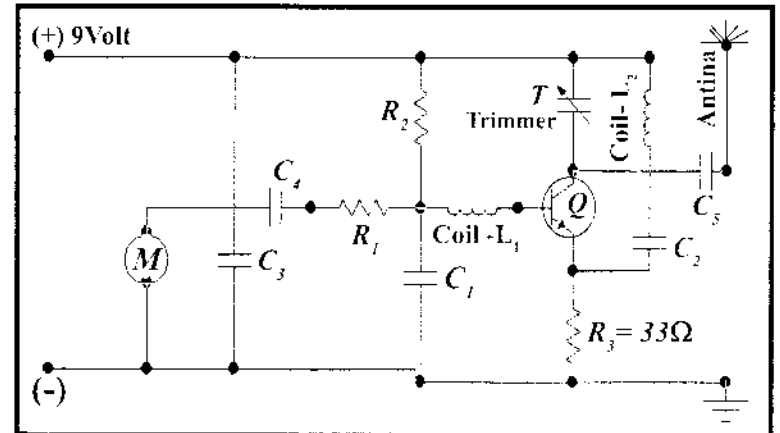 (+) 9Volt
R₂
T
Trimmer
Coil- L₂
Antina
C₄
R₁
Coil -L₁
Q
C₅
M
C₃
C₁
C₂
R₃ = 33Ω
(-)